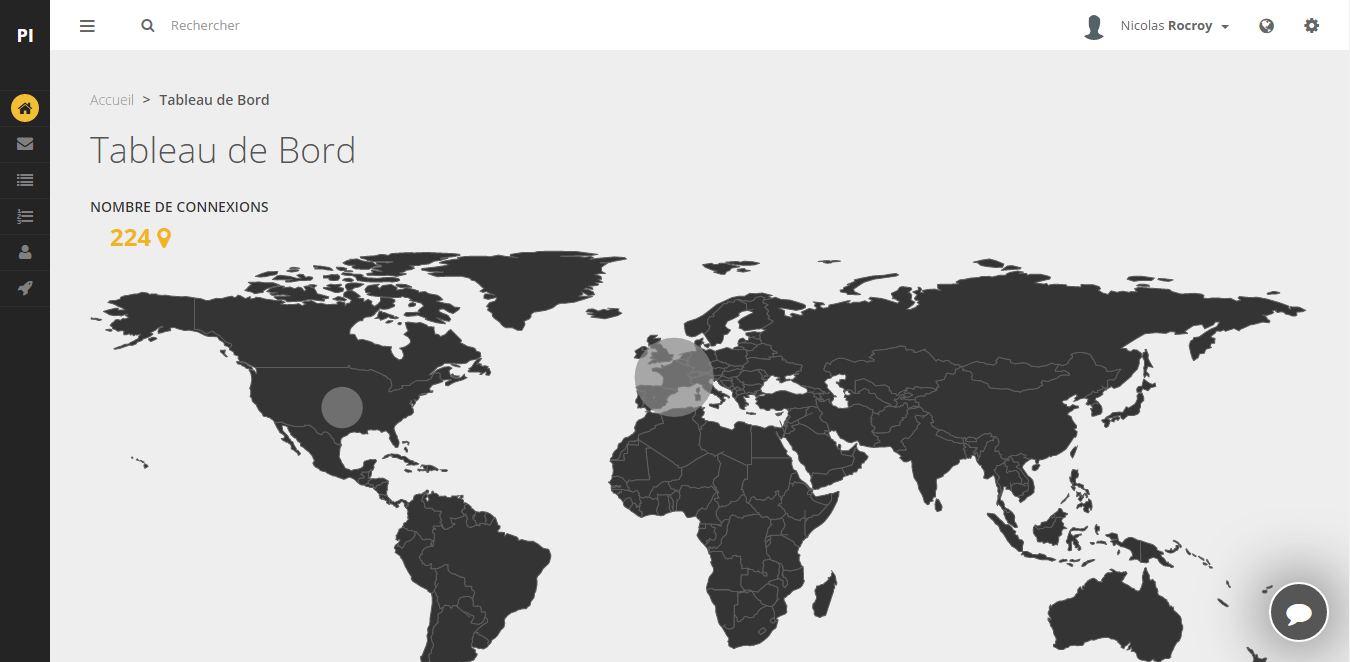 PI
Rechercher
Nicolas Rocroy
Accueil > Tableau de Bord
Tableau de Bord
NOMBRE DE CONNEXIONS
224